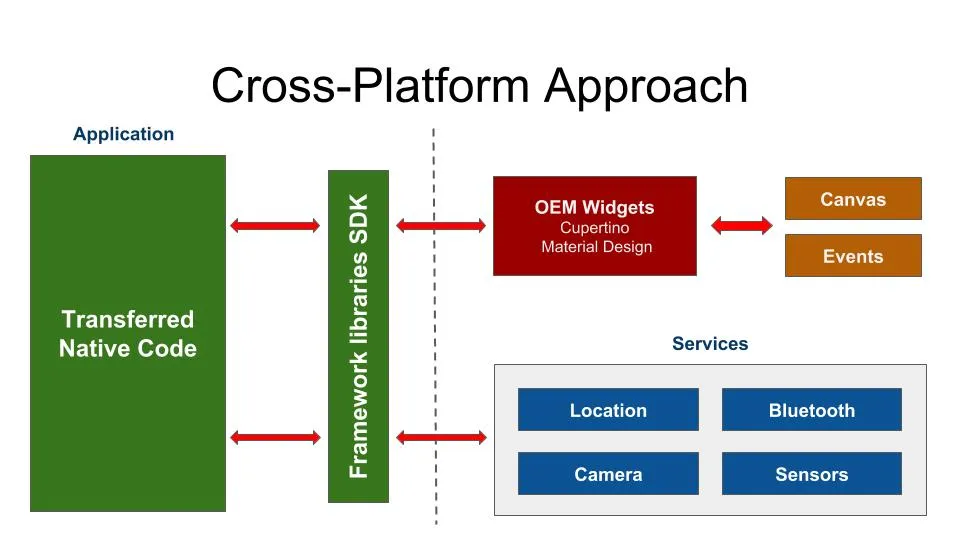 Cross-Platform Approach
Application
Transferred
Native Code
Framework libraries SDK
OEM Widgets
Cupertino
Material Design
Canvas
Events
Services
Location
Bluetooth
Camera
Sensors